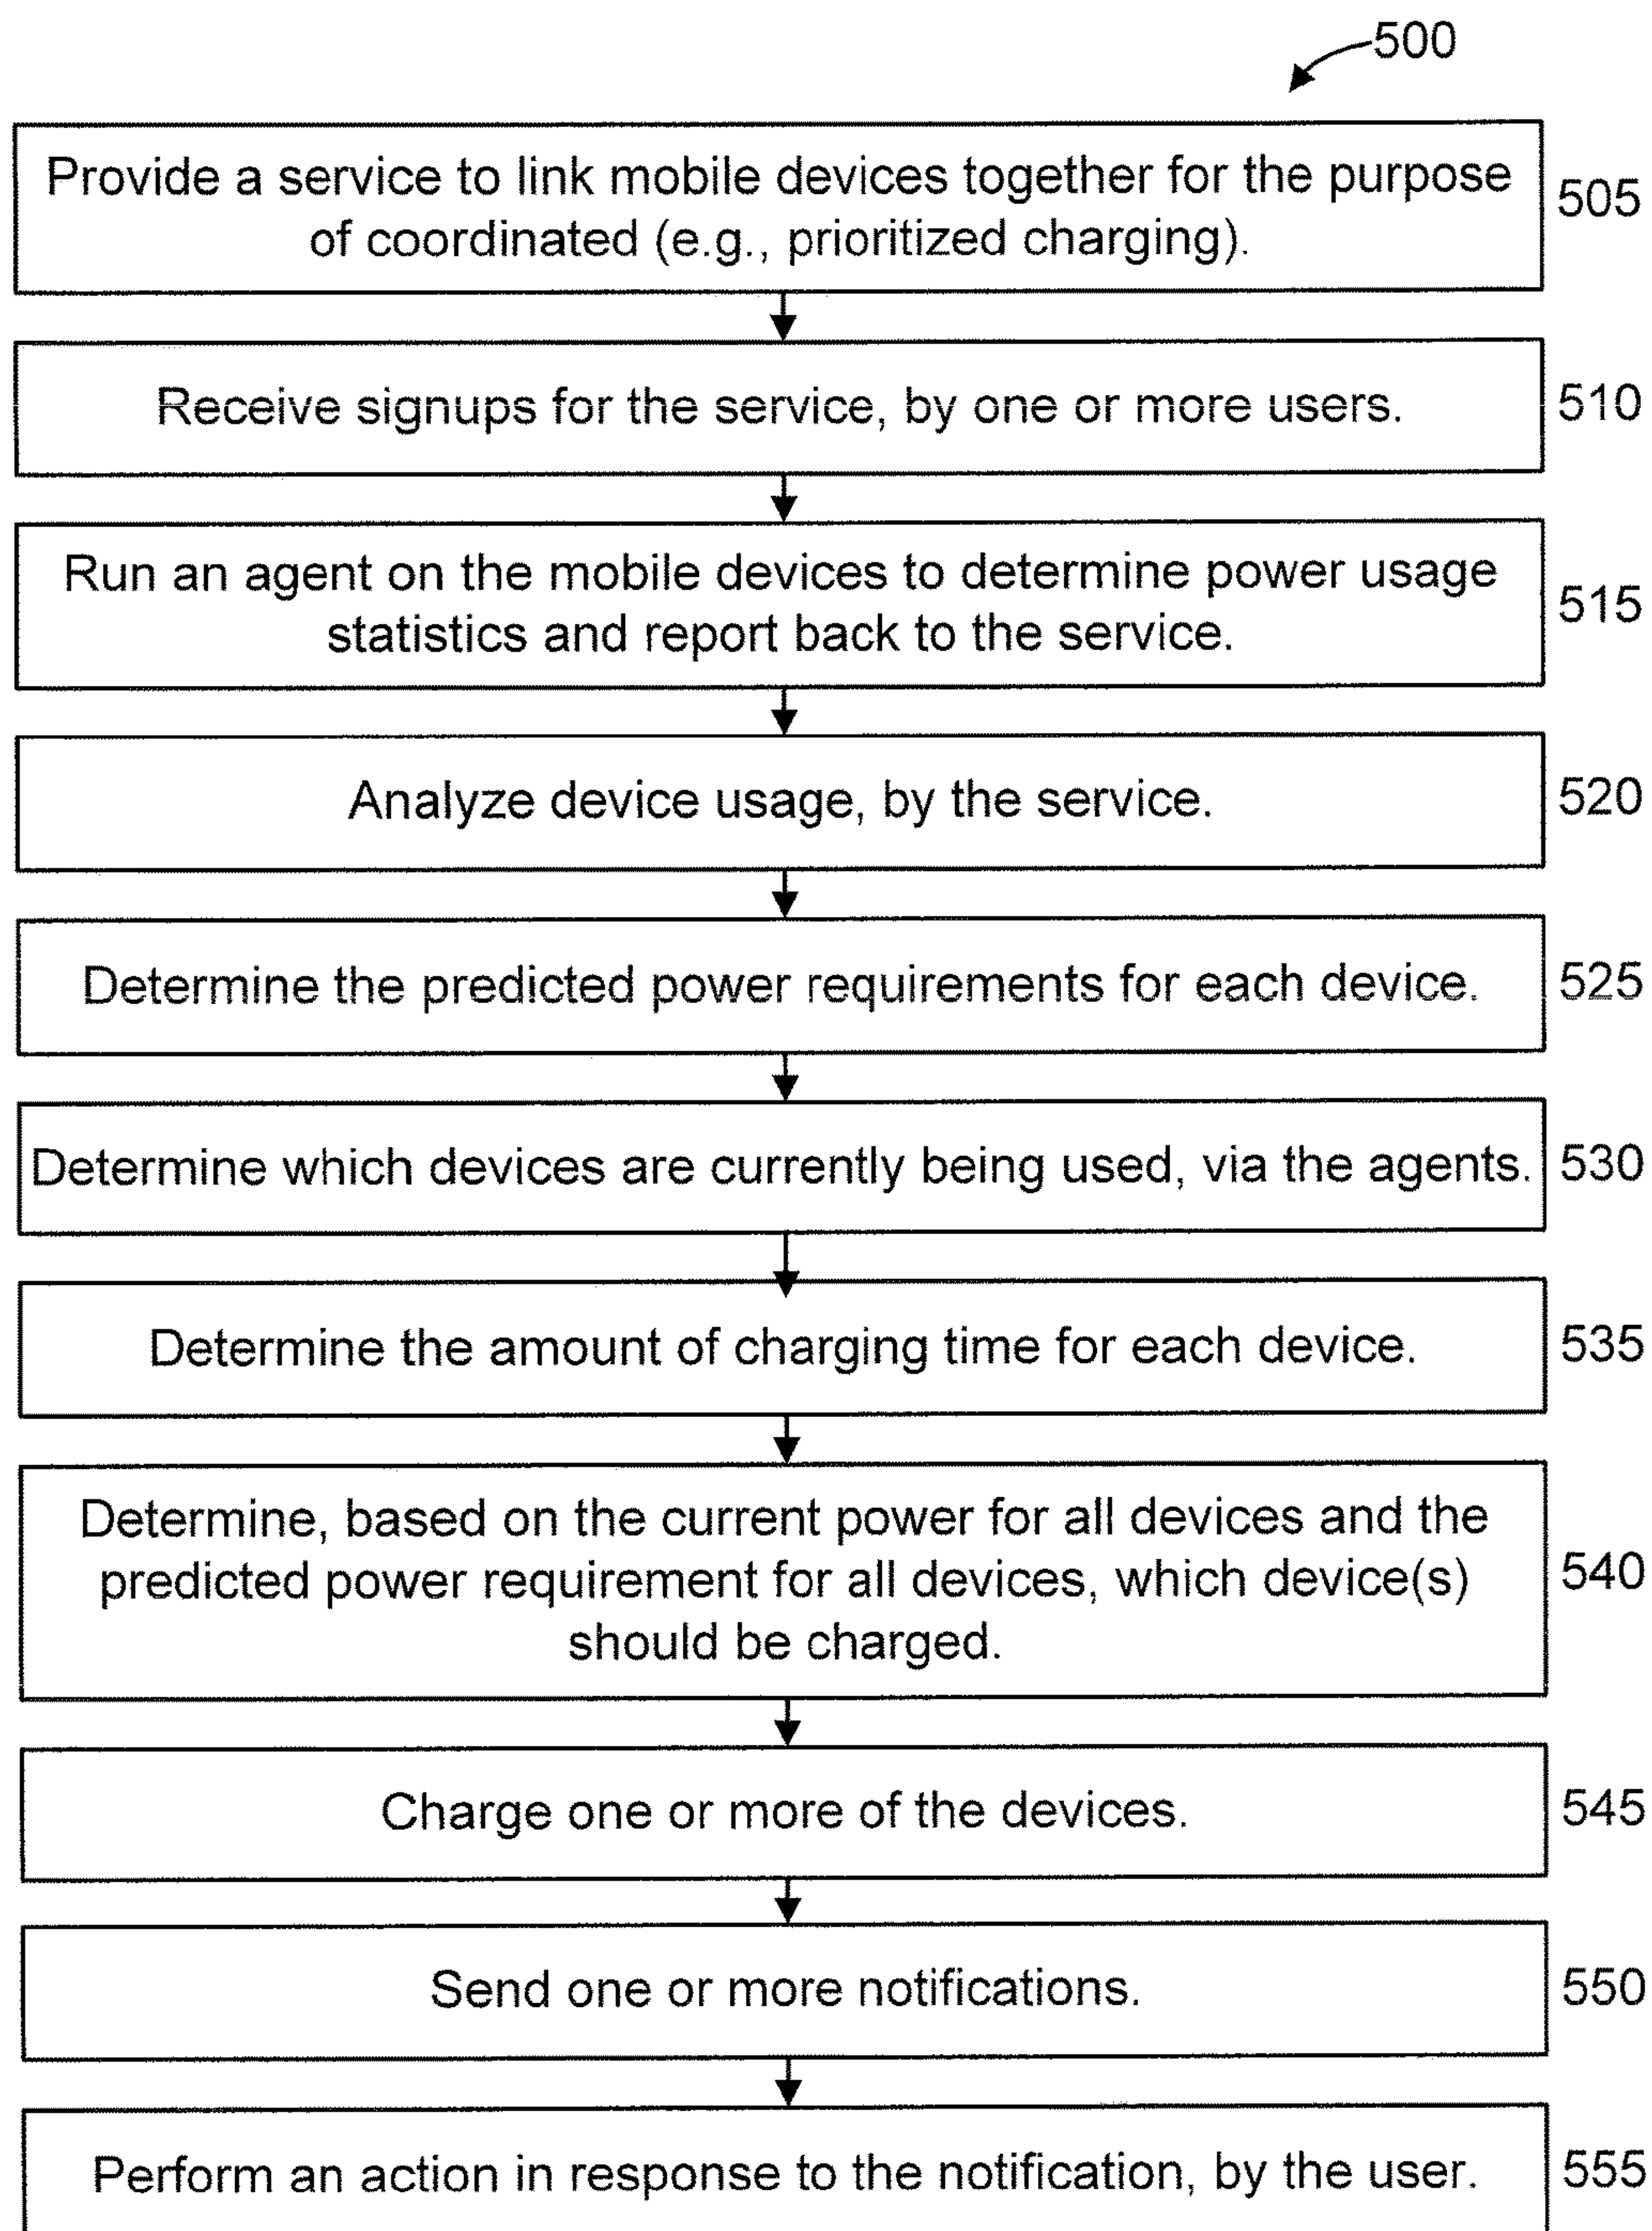 500
Provide a service to link mobile devices together for the purpose
of coordinated (e.g., prioritized charging).
505
Receive signups for the service, by one or more users.
510
Run an agent on the mobile devices to determine power usage
statistics and report back to the service.
515
Analyze device usage, by the service.
520
Determine the predicted power requirements for each device.
525
Determine which devices are currently being used, via the agents.
530
Determine the amount of charging time for each device.
535
Determine, based on the current power for all devices and the
predicted power requirement for all devices, which device(s)
should be charged.
540
Charge one or more of the devices.
545
Send one or more notifications.
550
Perform an action in response to the notification, by the user.
555